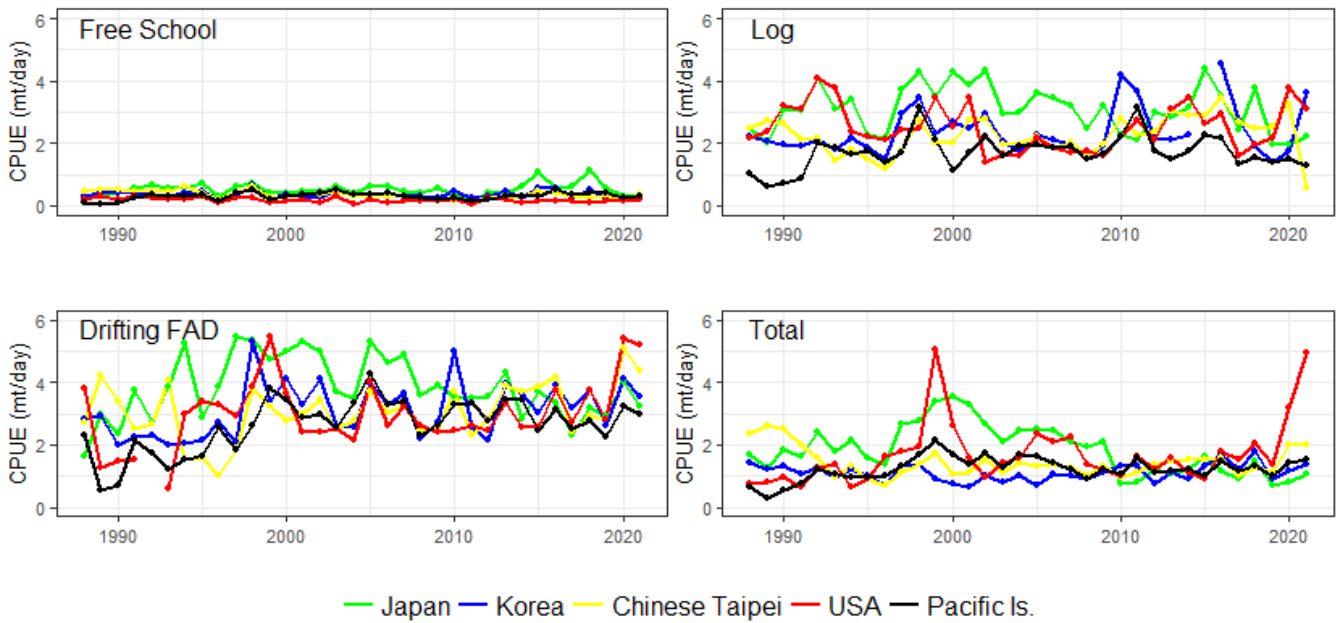 Free School
CPUE (mt/day)
6
4
2
0
1990 2000 2010 2020
Log
CPUE (mt/day)
6
4
2
0
1990 2000 2010 2020
Drifting FAD
CPUE (mt/day)
6
4
2
0
1990 2000 2010 2020
Total
CPUE (mt/day)
6
4
2
0
1990 2000 2010 2020
Japan Korea Chinese Taipei USA Pacific Is.